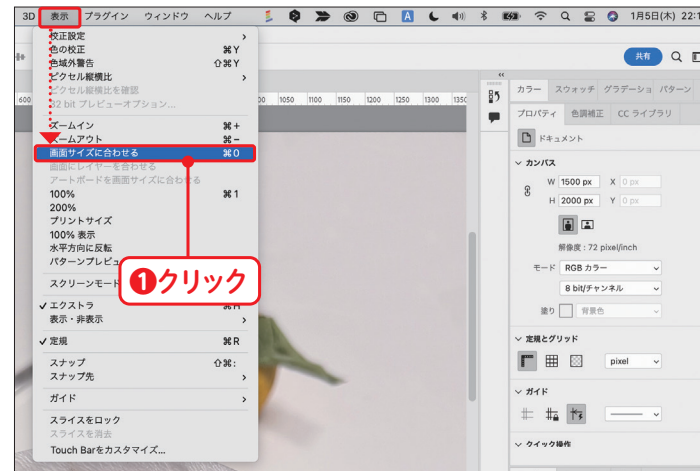 3D 表示 プラグイン ウィンドウ ヘルプ A 1月5日(木) 22:1
校正設定
色の校正 ⌘Y
色域外警告 ⇧⌘Y
ピクセル縦横比
ピクセル縦横比を確認
32 bit プレビューオプション...
ズームイン ⌘+
ズームアウト ⌘-
画面サイズに合わせる ⌘0
画面にレイヤーを合わせる
アートボードを画面サイズに合わせる
100% ⌘1
200%
プリントサイズ
100% 表示
水平方向に反転
パターンプレビュ
スクリーンモード
❶クリック
エクストラ ⌘H
表示・非表示
定規 ⌘R
スナップ ⇧⌘;
スナップ先
ガイド
スライスをロック
スライスを消去
Touch Barをカスタマイズ...
600 1050 1100 1150 1200 1250 1300 1350
共有
カラー スウォッチ グラデーショ パターン
プロパティ 色調補正 CC ライブラリ
ドキュメント
カンバス
W 1500 px X 0 px
H 2000 px Y 0 px
解像度 : 72 pixel/inch
モード RGB カラー
8 bit/チャンネル
塗り 背景色
定規とグリッド
pixel
ガイド
クイック操作